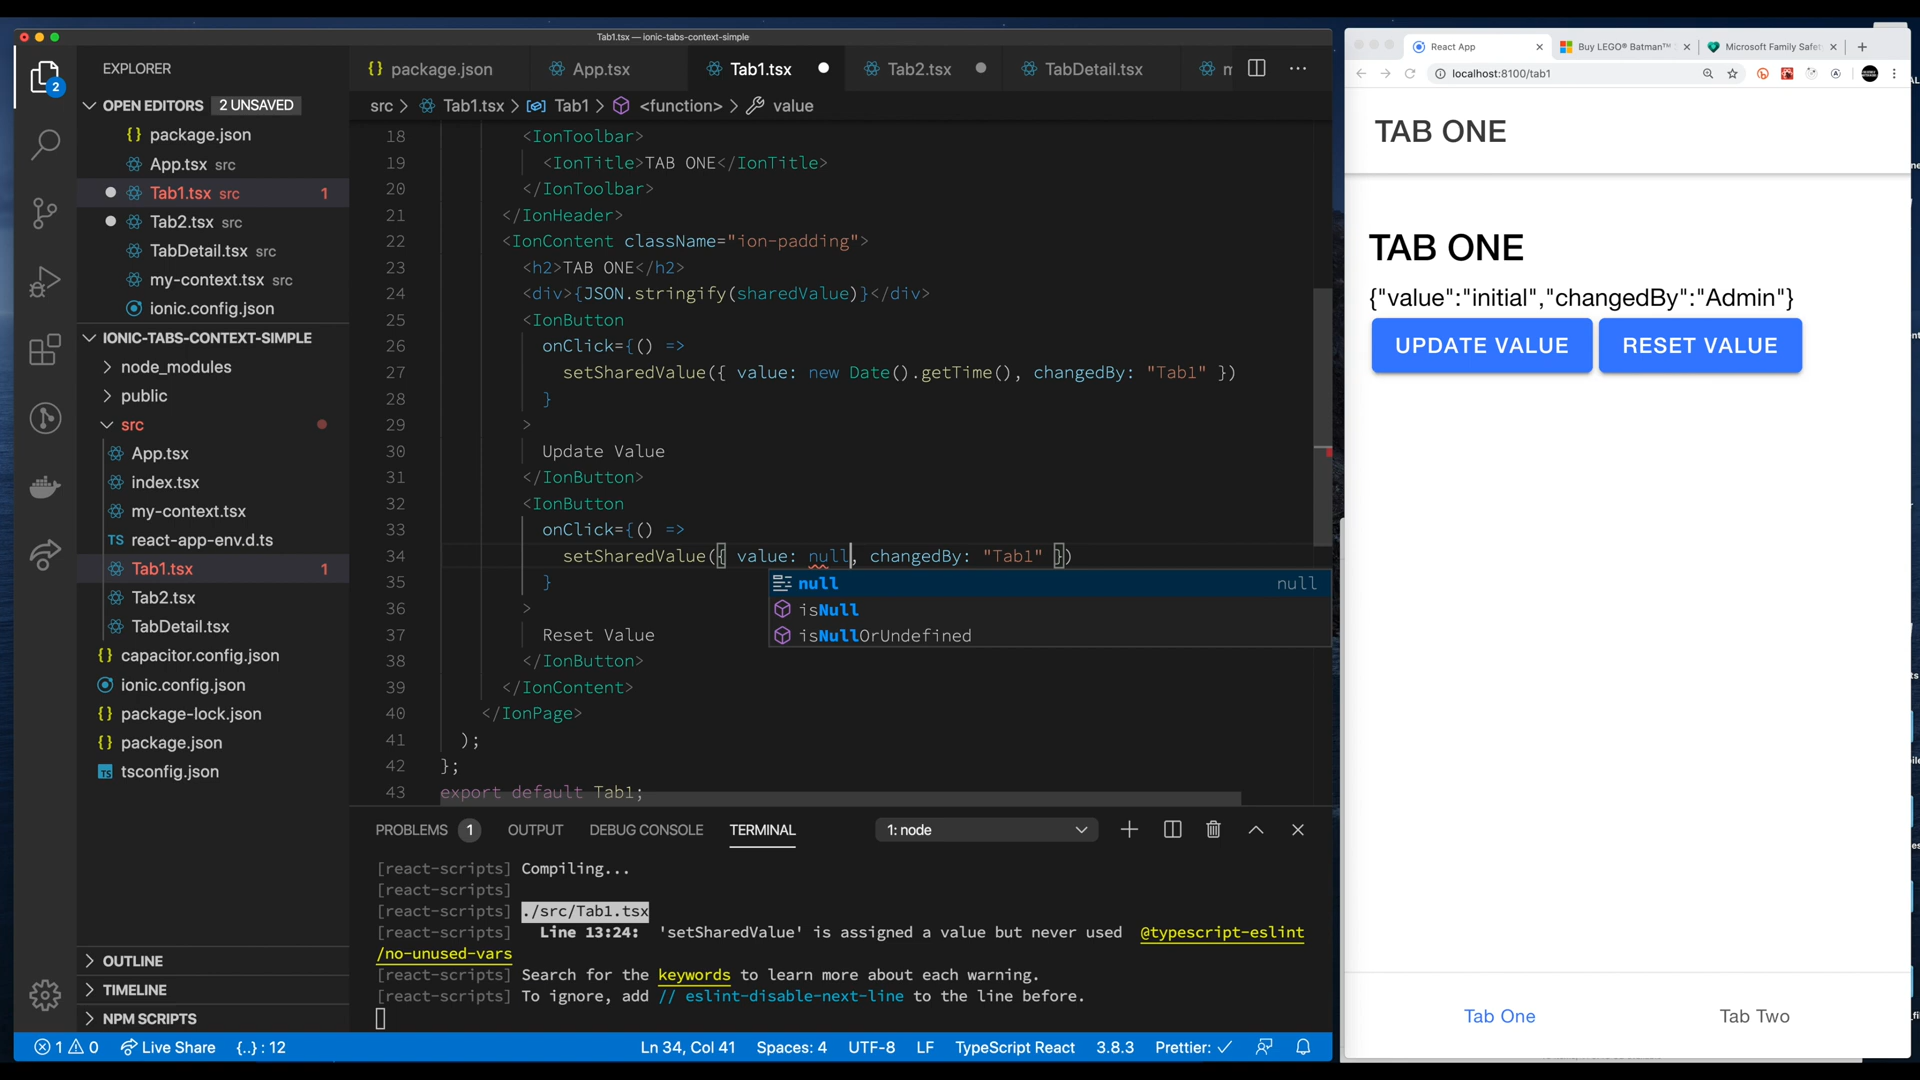 Tab1.tsx — ionic-tabs-context-simple
EXPLORER
OPEN EDITORS 2 UNSAVED
package.json
App.tsx src
Tab1.tsx src 1
Tab2.tsx src
TabDetail.tsx src
my-context.tsx src
ionic.config.json
IONIC-TABS-CONTEXT-SIMPLE
node_modules
public
src
App.tsx
index.tsx
my-context.tsx
TS react-app-env.d.ts
Tab1.tsx 1
Tab2.tsx
TabDetail.tsx
capacitor.config.json
ionic.config.json
package-lock.json
package.json
tsconfig.json
OUTLINE
TIMELINE
NPM SCRIPTS
2
package.json App.tsx Tab1.tsx Tab2.tsx TabDetail.tsx
src > Tab1.tsx > Tab1 > <function> > value
18 <IonToolbar>
19 <IonTitle>TAB ONE</IonTitle>
20 </IonToolbar>
21 </IonHeader>
22 <IonContent className="ion-padding">
23 <h2>TAB ONE</h2>
24 <div>{JSON.stringify(sharedValue)}</div>
25 <IonButton
26 onClick={() =>
27 setSharedValue({ value: new Date().getTime(), changedBy: "Tab1" })
28 }
29 >
30 Update Value
31 </IonButton>
32 <IonButton
33 onClick={() =>
34 setSharedValue({ value: null, changedBy: "Tab1" })
35 }
36 >
37 Reset Value
38 </IonButton>
39 </IonContent>
40 </IonPage>
41 );
42 };
43 export default Tab1;
null null
isNull
isNullOrUndefined
PROBLEMS 1 OUTPUT DEBUG CONSOLE TERMINAL 1: node
[react-scripts] Compiling...
[react-scripts]
[react-scripts] ./src/Tab1.tsx
[react-scripts] Line 13:24: 'setSharedValue' is assigned a value but never used @typescript-eslint
/no-unused-vars
[react-scripts] Search for the keywords to learn more about each warning.
[react-scripts] To ignore, add // eslint-disable-next-line to the line before.
1 0 Live Share {..} : 12 Ln 34, Col 41 Spaces: 4 UTF-8 LF TypeScript React 3.8.3 Prettier: ✓
React App Buy LEGO® Batman™ Microsoft Family Safet
localhost:8100/tab1
TAB ONE
TAB ONE
{"value":"initial","changedBy":"Admin"}
UPDATE VALUE RESET VALUE
Tab One Tab Two